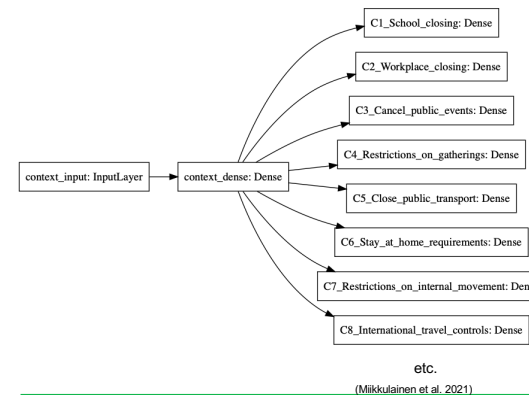 C1_School_closing: Dense
C2_Workplace_closing: Dense
C3_Cancel_public_events: Dense
C4_Restrictions_on_gatherings: Dense
context_input: InputLayer
context_dense: Dense
C5_Close_public_transport: Dense
C6_Stay_at_home_requirements: Dense
C7_Restrictions_on_internal_movement: Den
C8_International_travel_controls: Dense
etc.
(Miikkulainen et al. 2021)